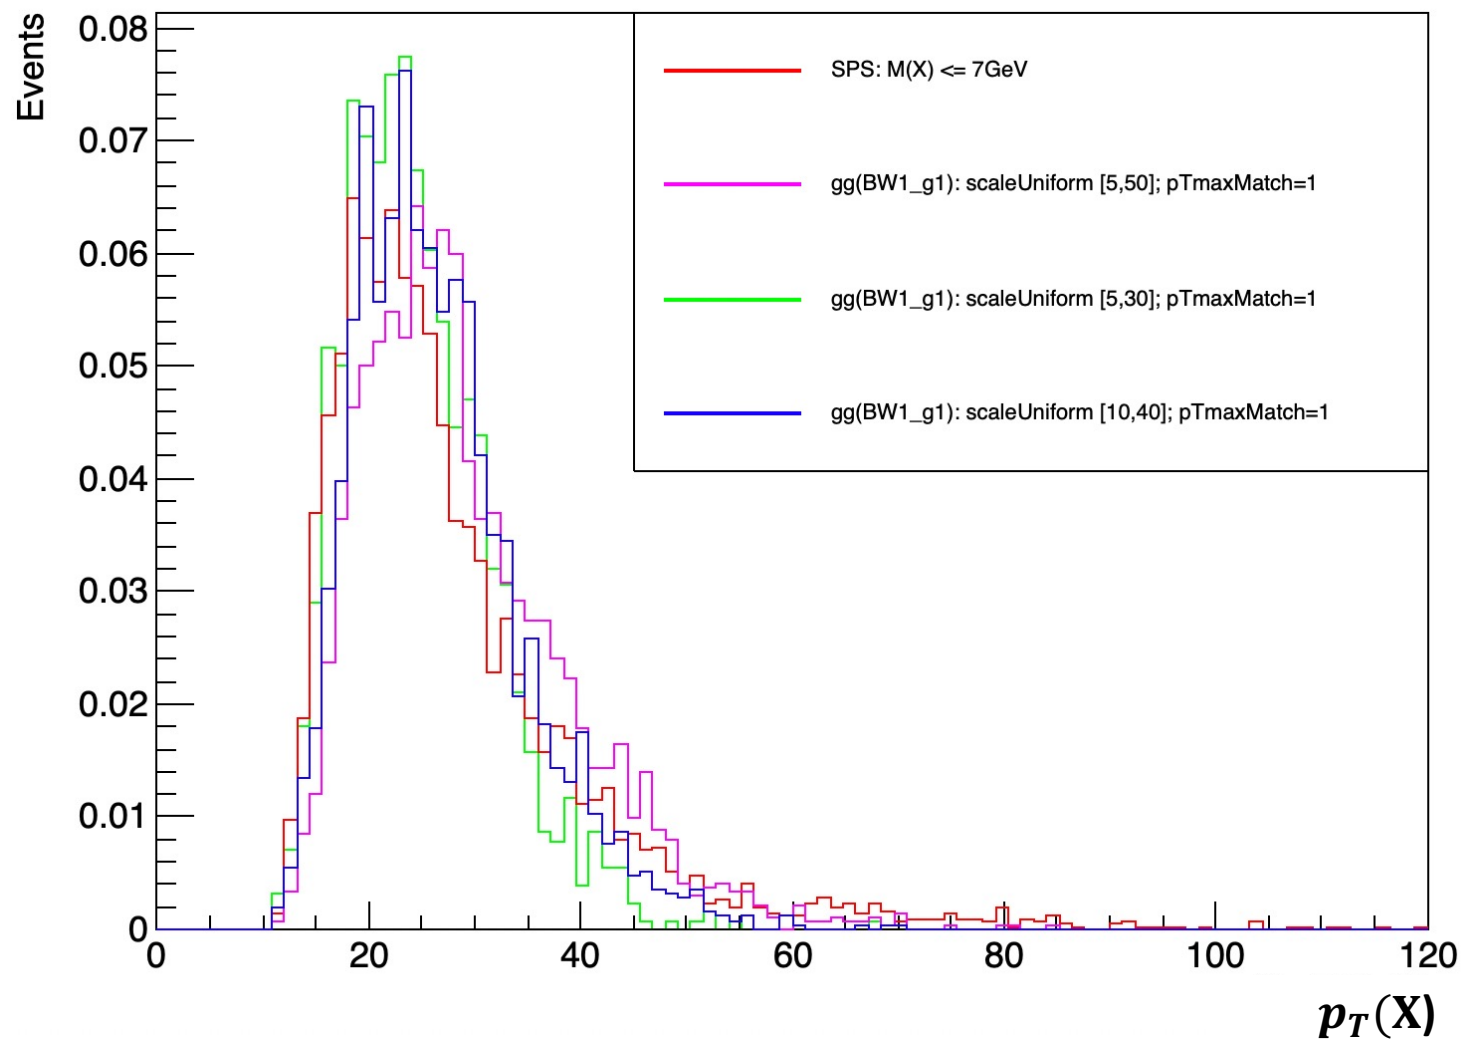 Events
0.08
0.07
0.06
0.05
0.04
0.03
0.02
0.01
0
SPS: M(X) <= 7GeV
gg(BW1_g1): scaleUniform [5,50]; pTmaxMatch=1
gg(BW1_g1): scaleUniform [5,30]; pTmaxMatch=1
gg(BW1_g1): scaleUniform [10,40]; pTmaxMatch=1
0 20 40 60 80 100 120
p_T(X)